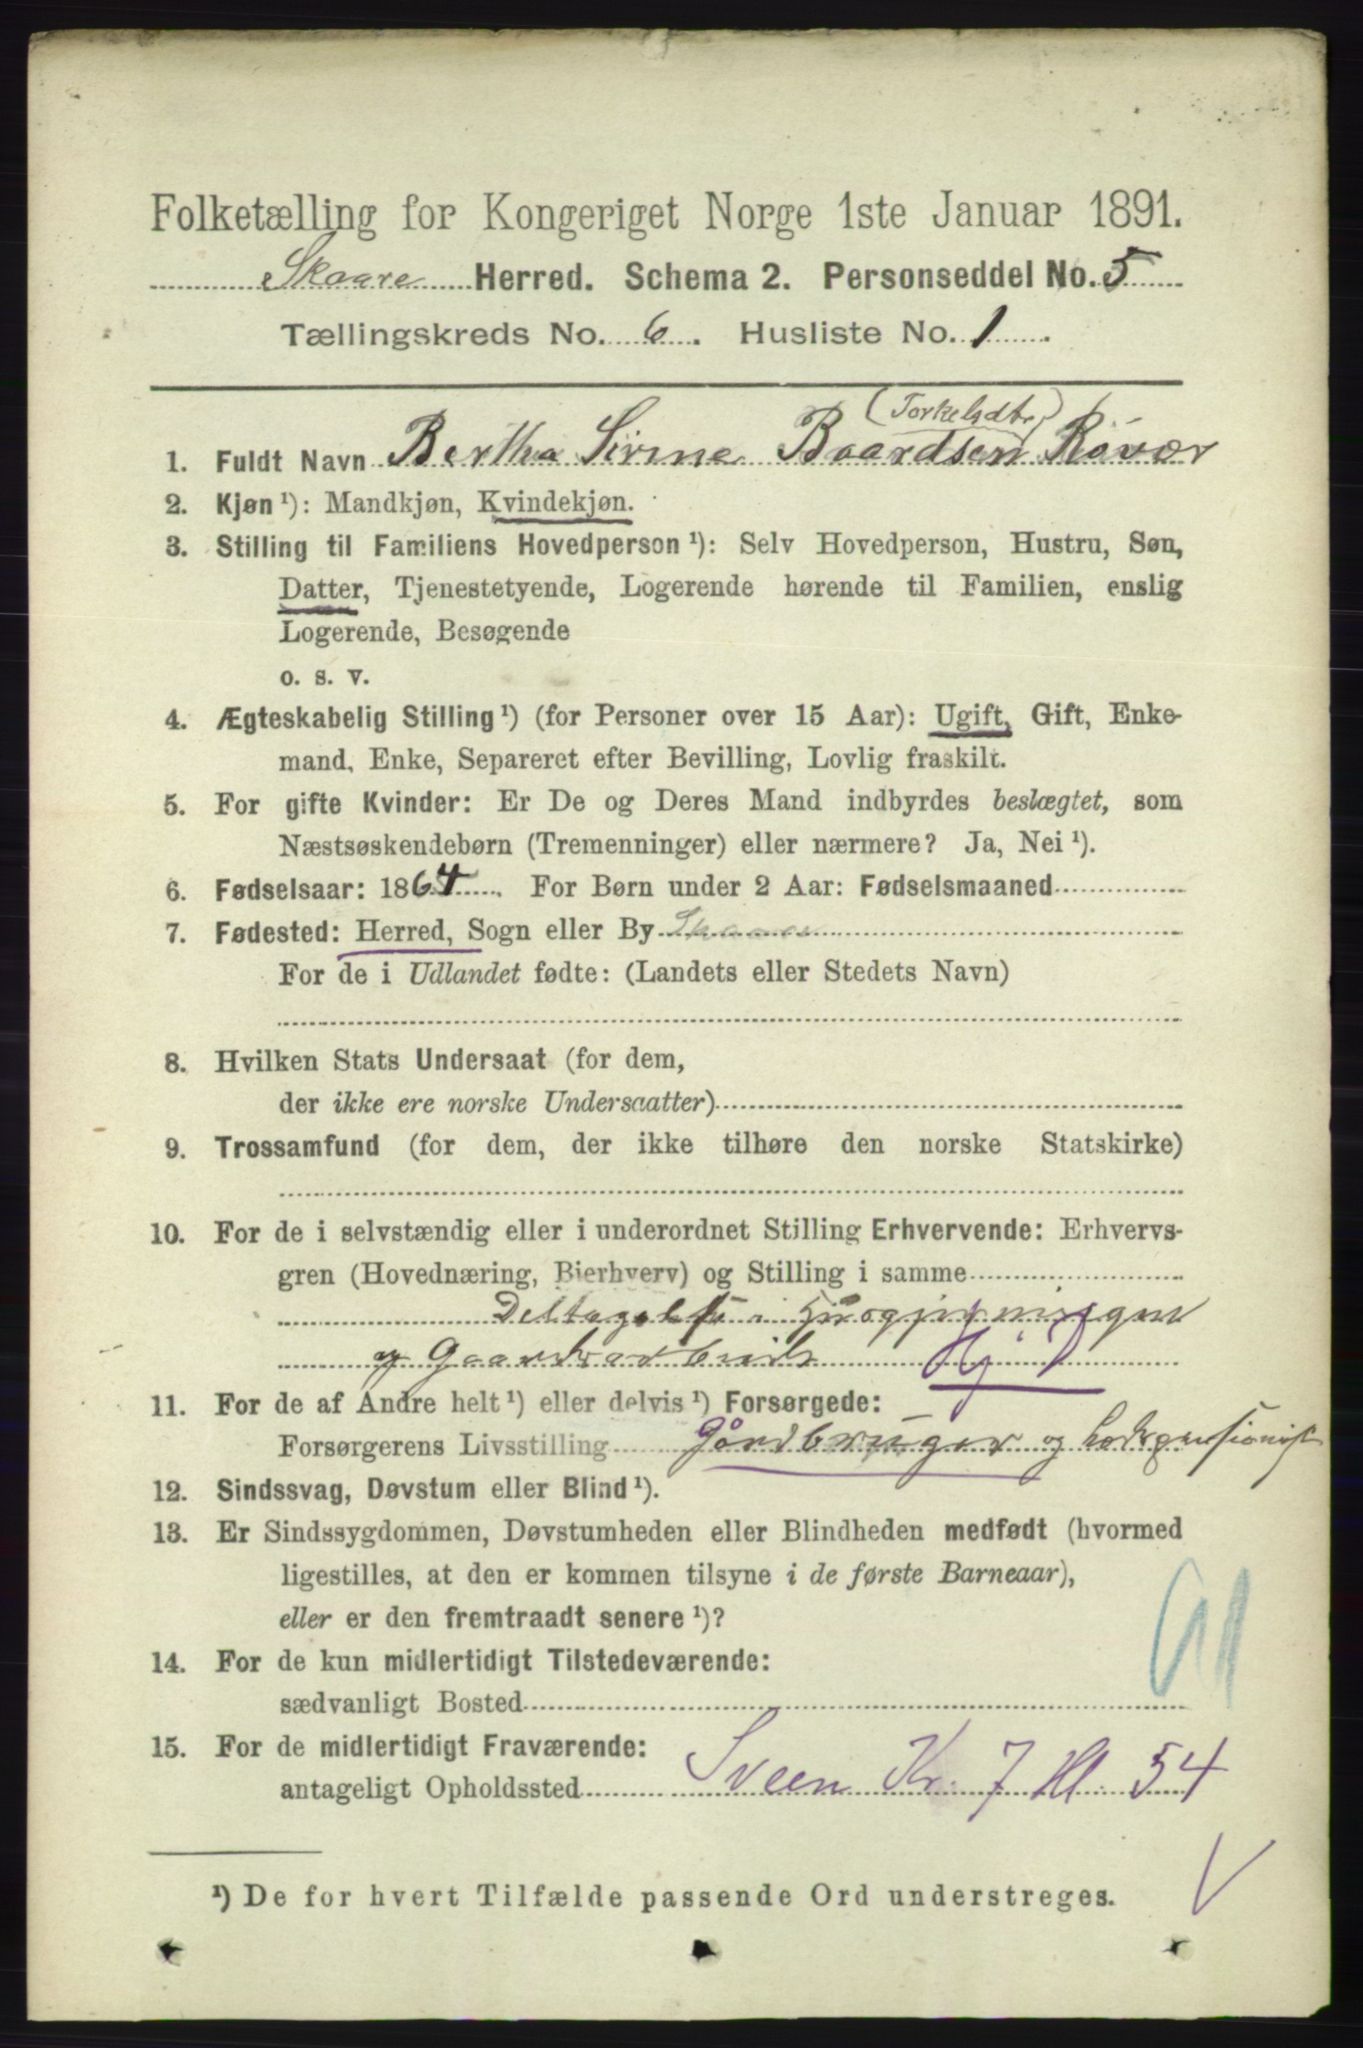 Folketælling for Kongeriget Norge 1ste Januar 1891.
Skaare Herred. Schema 2. Personseddel No. 5
Tællingskreds No. 6. Husliste No. 1.
(Torkelsdtr.)
1. Fuldt Navn Bertha Sirine Baardsen Røvær
2. Kjøn ¹): Mandkjøn, Kvindekjøn.
3. Stilling til Familiens Hovedperson ¹): Selv Hovedperson, Hustru, Søn,
Datter, Tjenestetyende, Logerende hørende til Familien, enslig
Logerende, Besøgende
o. s. v.
4. Ægteskabelig Stilling ¹) (for Personer over 15 Aar): Ugift, Gift, Enke-
mand, Enke, Separeret efter Bevilling, Lovlig fraskilt.
5. For gifte Kvinder: Er De og Deres Mand indbyrdes beslægtet, som
Næstsøskendebørn (Tremenninger) eller nærmere? Ja, Nei ¹).
6. Fødselsaar: 1864. For Børn under 2 Aar: Fødselsmaaned
7. Fødested: Herred, Sogn eller By Skaare
For de i Udlandet fødte: (Landets eller Stedets Navn)
8. Hvilken Stats Undersaat (for dem,
der ikke ere norske Undersaatter)
9. Trossamfund (for dem, der ikke tilhøre den norske Statskirke)
10. For de i selvstændig eller i underordnet Stilling Erhvervende: Erhvervs-
gren (Hovednæring, Bierhverv) og Stilling i samme
Deltagelse i Husgjerningen
og Gaardsarbeide Hj D
11. For de af Andre helt ¹) eller delvis ¹) Forsørgede:
Forsørgerens Livsstilling Gårdbruger og
12. Sindssvag, Døvstum eller Blind ¹).
13. Er Sindssygdommen, Døvstumheden eller Blindheden medfødt (hvormed
ligestilles, at den er kommen tilsyne i de første Barneaar),
eller er den fremtraadt senere ¹)?
14. For de kun midlertidigt Tilstedeværende:
sædvanligt Bosted
15. For de midlertidigt Fraværende:
antageligt Opholdssted Sveen Kr. 7 Hl. 54
¹) De for hvert Tilfælde passende Ord understreges.